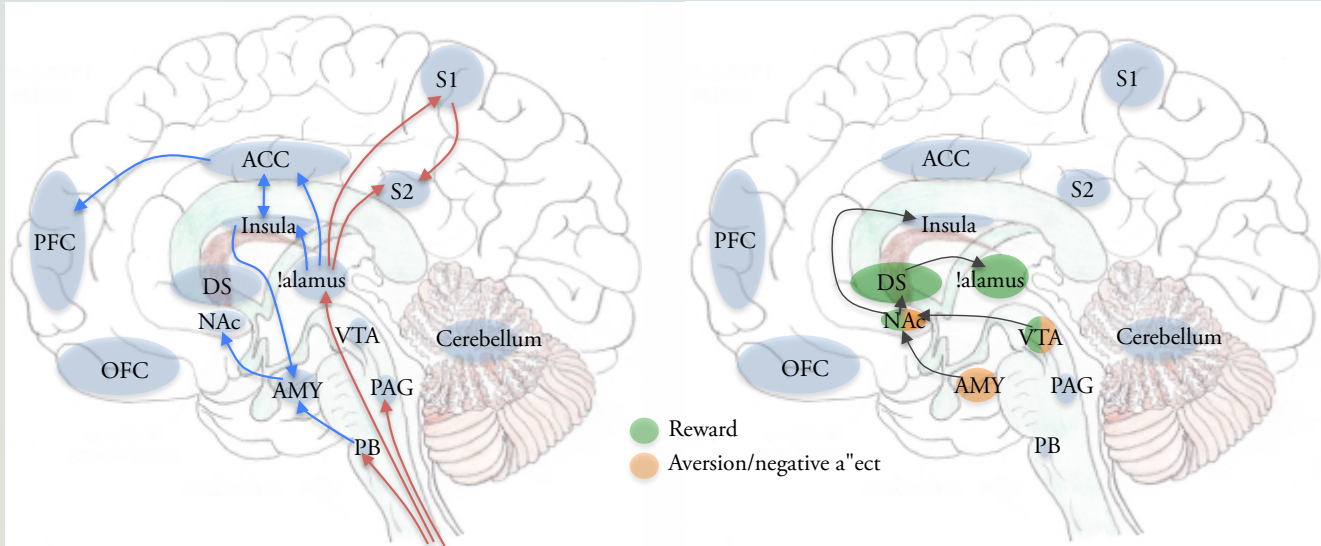 S1
ACC
S2
Insula
PFC
DS
!alamus
NAc
VTA
Cerebellum
OFC
AMY
PAG
PB
S1
ACC
S2
Insula
PFC
DS
!alamus
NAc
VTA
Cerebellum
OFC
AMY
PAG
PB
Reward
Aversion/negative a"ect